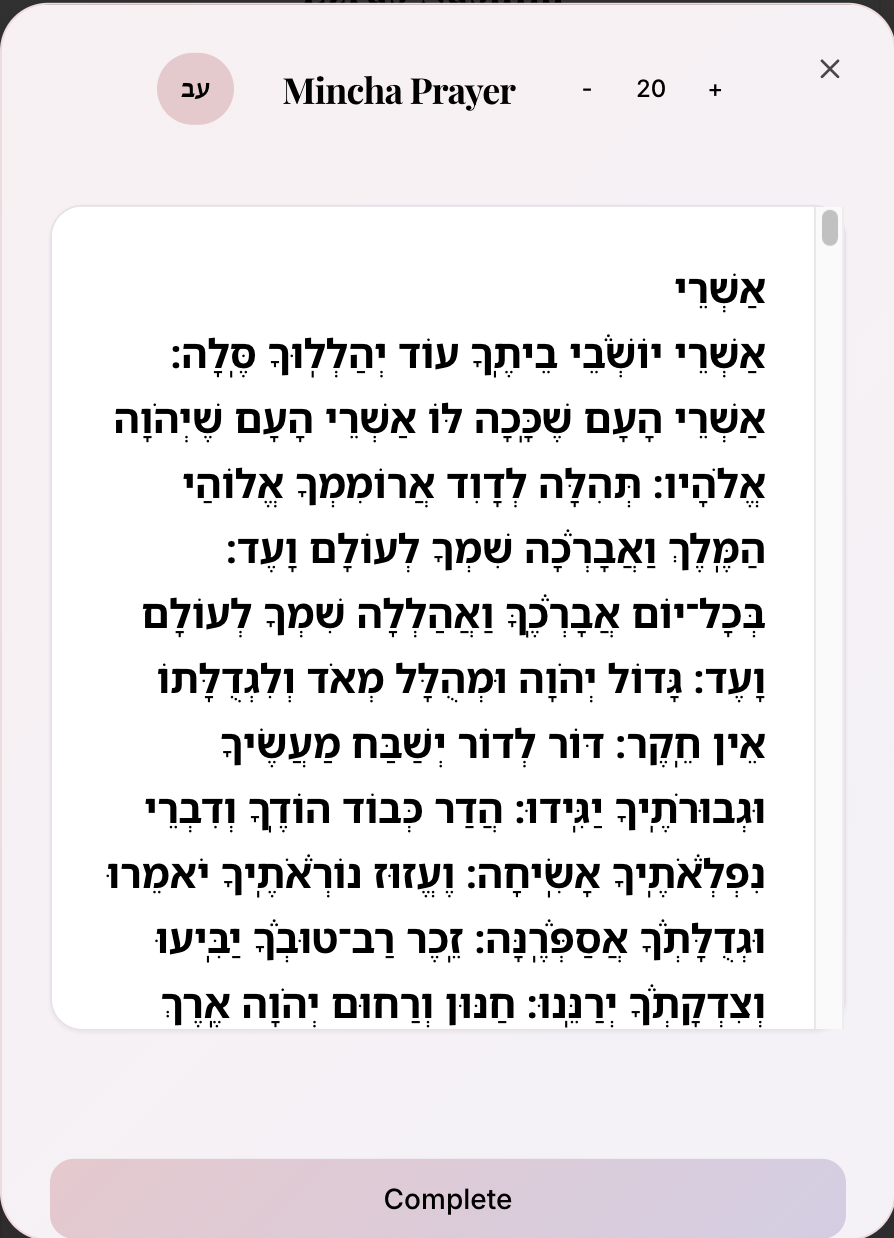 עב
Mincha Prayer
- 20 +
אַשְׁרֵי
אַשְׁרֵי יוֹשְׁ֒בֵי בֵיתֶֽךָ עוֹד יְהַלְלֽוּךָ סֶּֽלָה:
אַשְׁרֵי הָעָם שֶׁכָּֽכָה לּוֹ אַשְׁרֵי הָעָם שֶׁיְהֹוָה
אֱלֹהָיו: תְּהִלָּה לְדָוִד אֲרוֹמִמְךָ אֱלוֹהַי
הַמֶּֽלֶךְ וַאֲבָרְ֒כָה שִׁמְךָ לְעוֹלָם וָעֶד:
בְּכָל־יוֹם אֲבָרְ֒כֶֽךָּ וַאֲהַלְלָה שִׁמְךָ לְעוֹלָם
וָעֶד: גָּדוֹל יְהֹוָה וּמְהֻלָּל מְאֹד וְלִגְדֻלָּתוֹ
אֵין חֵֽקֶר: דּוֹר לְדוֹר יְשַׁבַּח מַעֲשֶׂיךָ
וּגְבוּרֹתֶֽיךָ יַגִּֽידוּ: הֲדַר כְּבוֹד הוֹדֶֽךָ וְדִבְרֵי
נִפְלְ֒אֹתֶֽיךָ אָשִֽׂיחָה: וֶעֱזוּז נוֹרְ֒אֹתֶֽיךָ יֹאמֵרוּ
וּגְדֻלָּתְ֒ךָ אֲסַפְּ֒רֶֽנָּה: זֵֽכֶר רַב־טוּבְ֒ךָ יַבִּֽיעוּ
וְצִדְקָתְ֒ךָ יְרַנֵּֽנוּ: חַנּוּן וְרַחוּם יְהֹוָה אֶֽרֶךְ
Complete